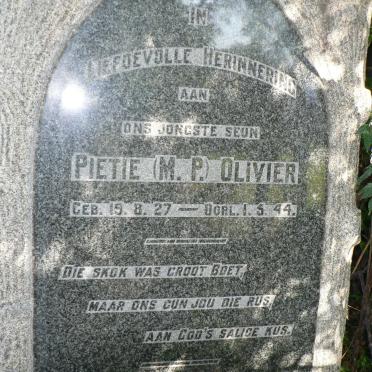 IN
LIEFDEVOLLE HERINNERING
AAN
ONS JONGSTE SEUN
PIETIE (M. P.) OLIVIER
GEB. 19. 8. 27 — OORL. 1. 5. 44.
DIE SKOK WAS GROOT BOET,
MAAR ONS GUN JOU DIE RUS,
AAN GOD'S SALIGE KUS.